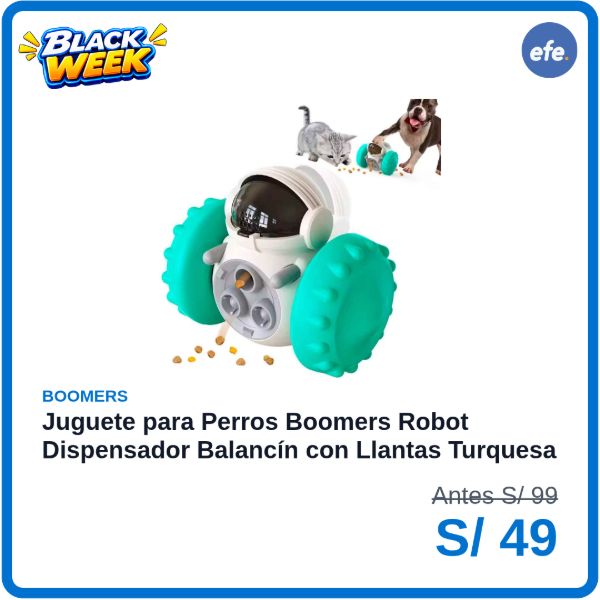 BLACK
WEEK
efe.
BOOMERS
Juguete para Perros Boomers Robot
Dispensador Balancín con Llantas Turquesa
Antes S/ 99
S/ 49